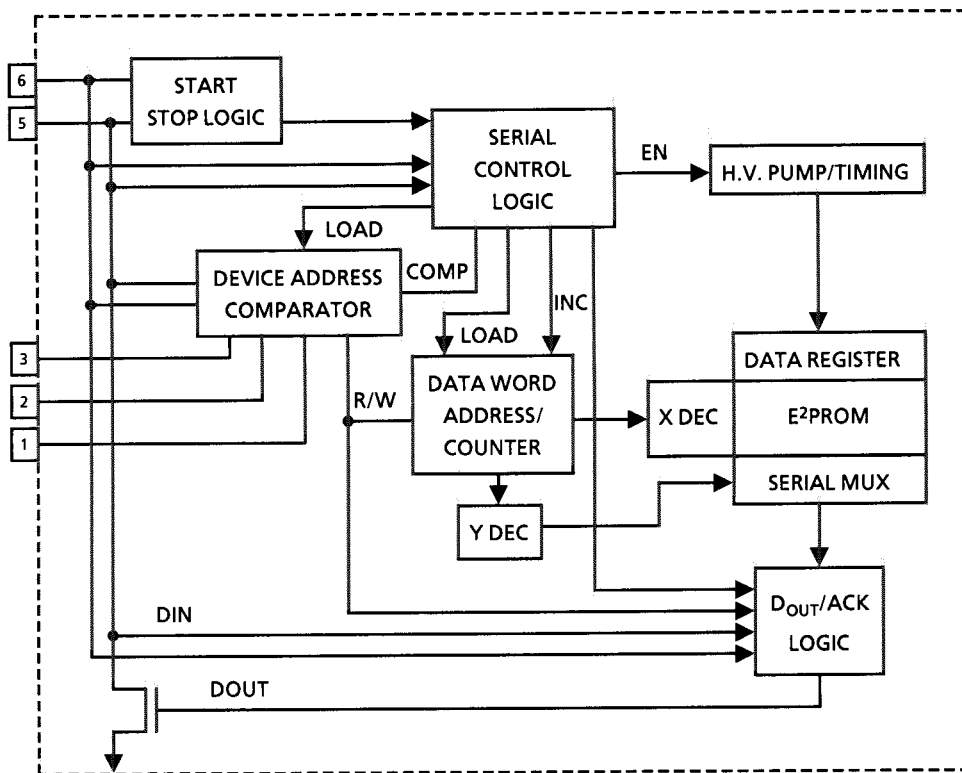 6
5
START
STOP LOGIC
SERIAL
CONTROL
LOGIC
EN
H.V. PUMP/TIMING
LOAD
DEVICE ADDRESS
COMPARATOR
COMP
INC
LOAD
3
2
1
R/W
DATA WORD
ADDRESS/
COUNTER
DATA REGISTER
X DEC
E²PROM
SERIAL MUX
Y DEC
DOUT/ACK
LOGIC
DIN
DOUT